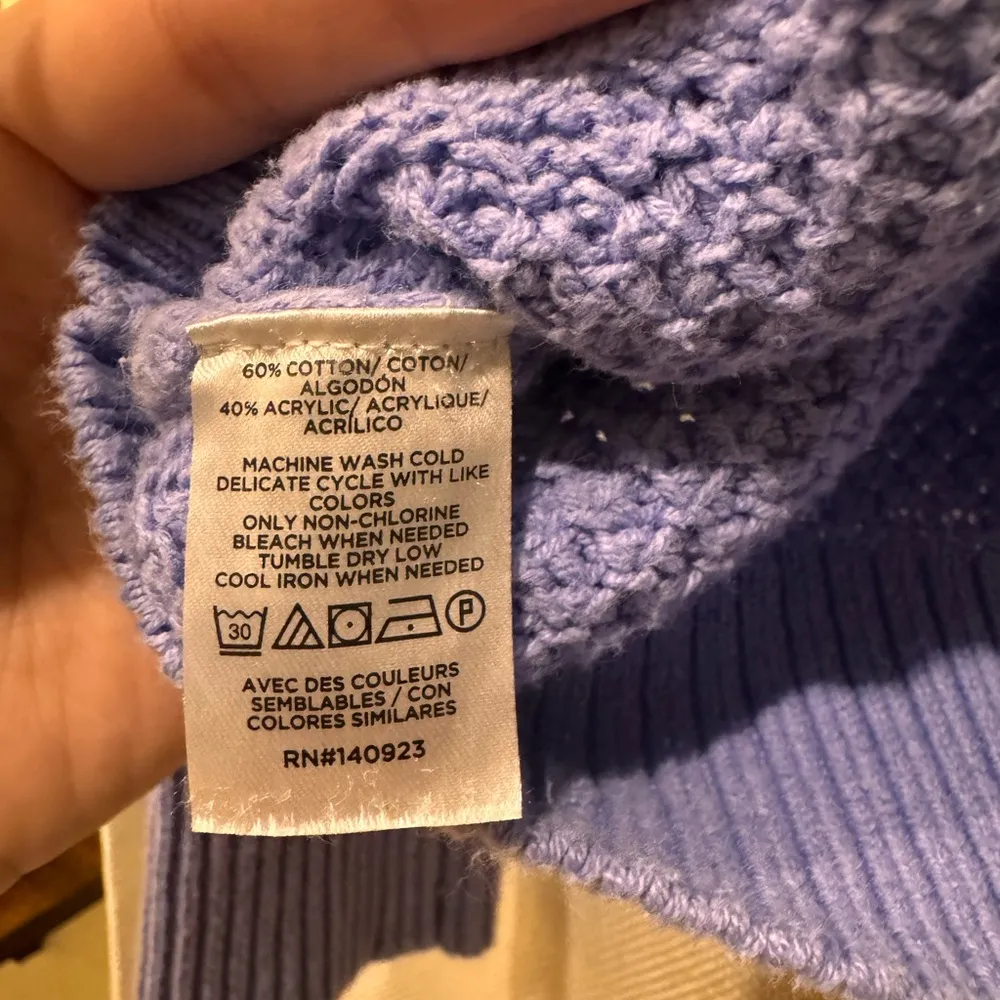 60% COTTON/ COTON/
ALGODÓN
40% ACRYLIC/ ACRYLIQUE/
ACRÍLICO
MACHINE WASH COLD
DELICATE CYCLE WITH LIKE
COLORS
ONLY NON-CHLORINE
BLEACH WHEN NEEDED
TUMBLE DRY LOW
COOL IRON WHEN NEEDED
30 P
AVEC DES COULEURS
SEMBLABLES / CON
COLORES SIMILARES
RN#140923